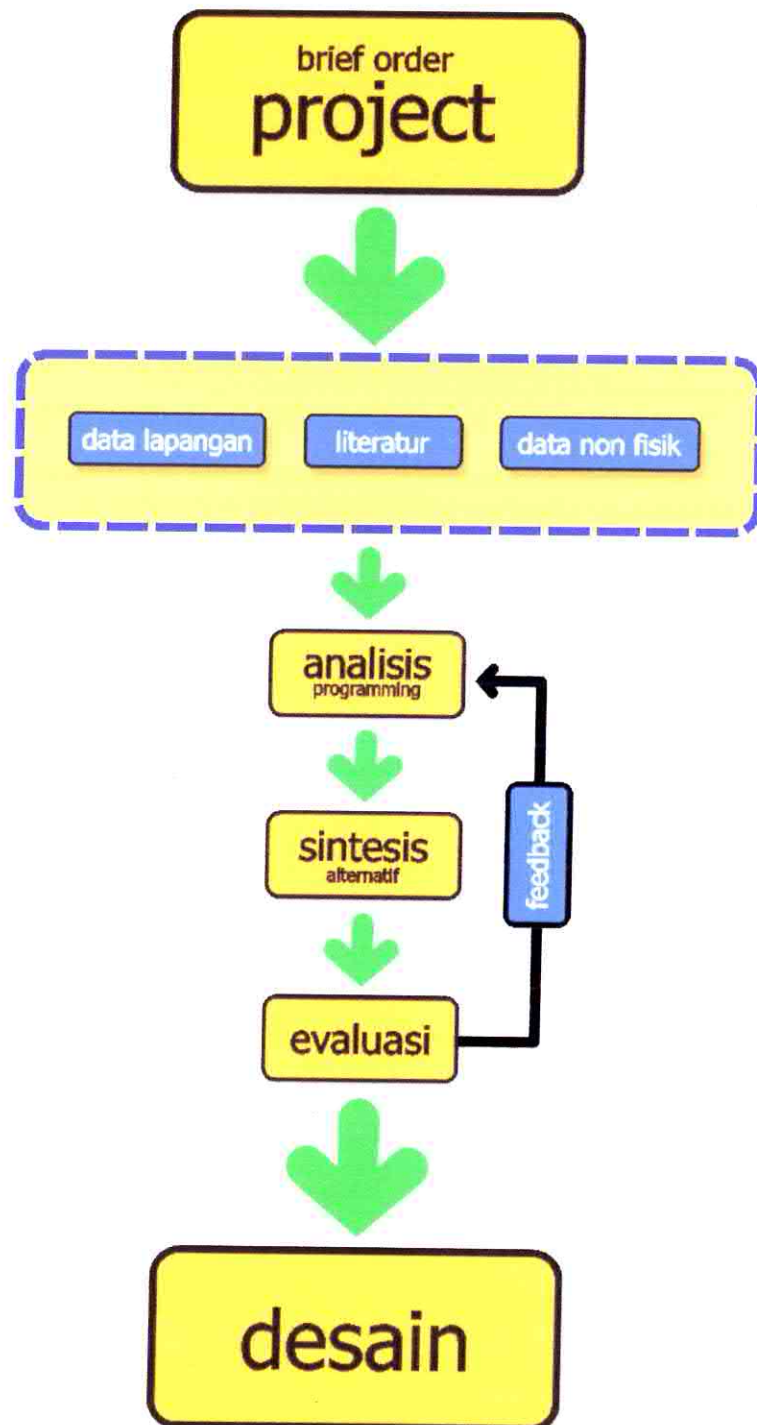 brief order
project
data lapangan
literatur
data non fisik
analisis
programming
sintesis
alternatif
feedback
evaluasi
desain